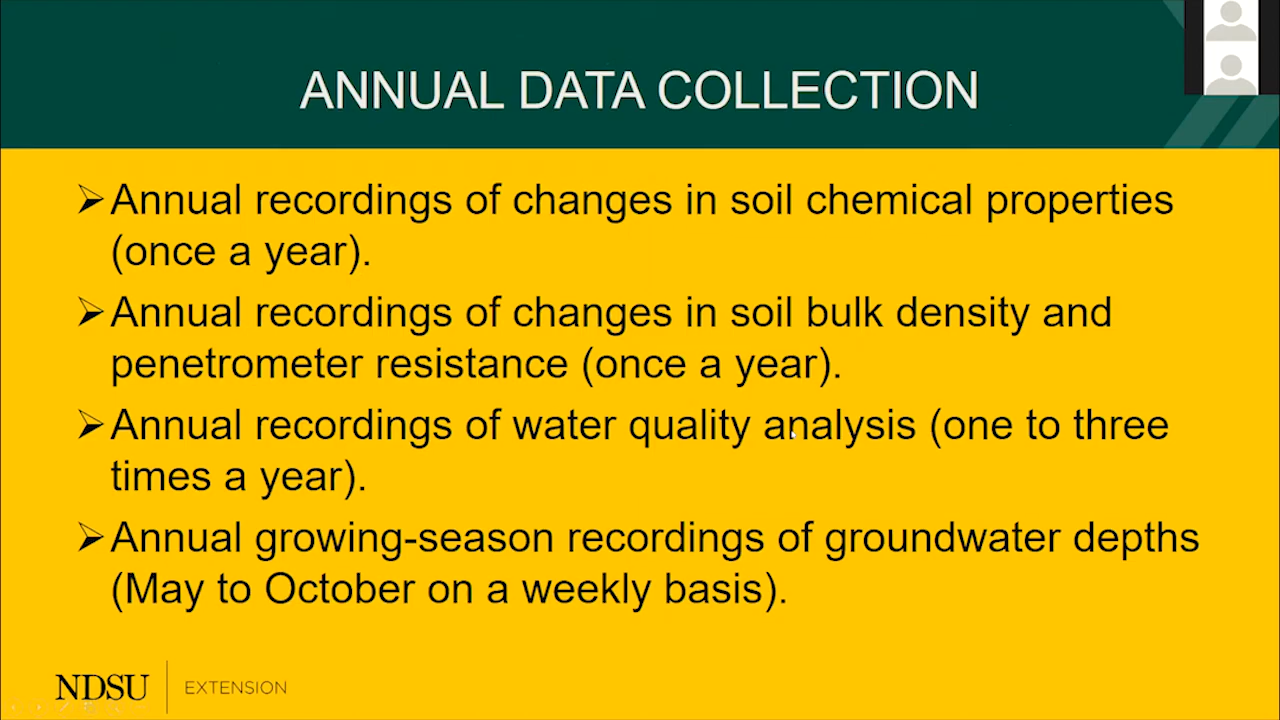 ANNUAL DATA COLLECTION
➢Annual recordings of changes in soil chemical properties
(once a year).
➢Annual recordings of changes in soil bulk density and
penetrometer resistance (once a year).
➢Annual recordings of water quality analysis (one to three
times a year).
➢Annual growing-season recordings of groundwater depths
(May to October on a weekly basis).
NDSU EXTENSION